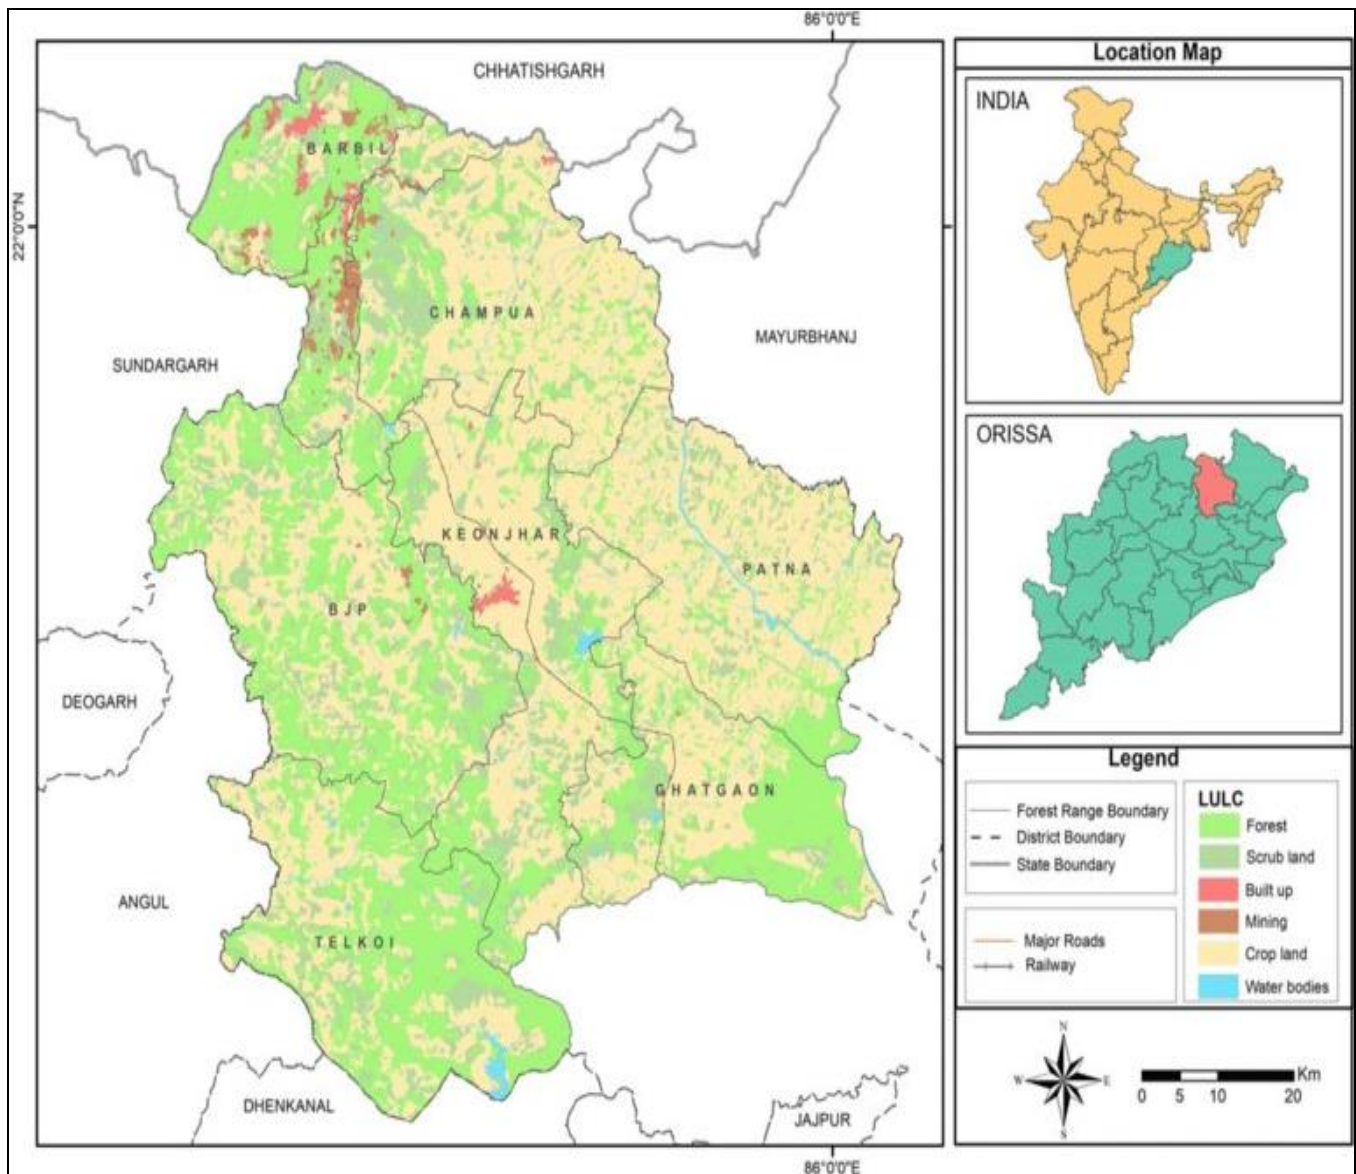 86°0'0"E
Location Map
CHHATISHGARH
INDIA
BARBIL
22°0'0"N
CHAMPUA
MAYURBHANJ
SUNDARGARH
ORISSA
KEONJHAR
PATNA
BJP
DEOGARH
Legend
GHATGAON
LULC
Forest Range Boundary
Forest
District Boundary
Scrub land
State Boundary
Built up
ANGUL
Mining
TELKOI
Major Roads
Crop land
Railway
Water bodies
N
W
E
S
Km
0 5 10 20
DHENKANAL
JAJPUR
86°0'0"E